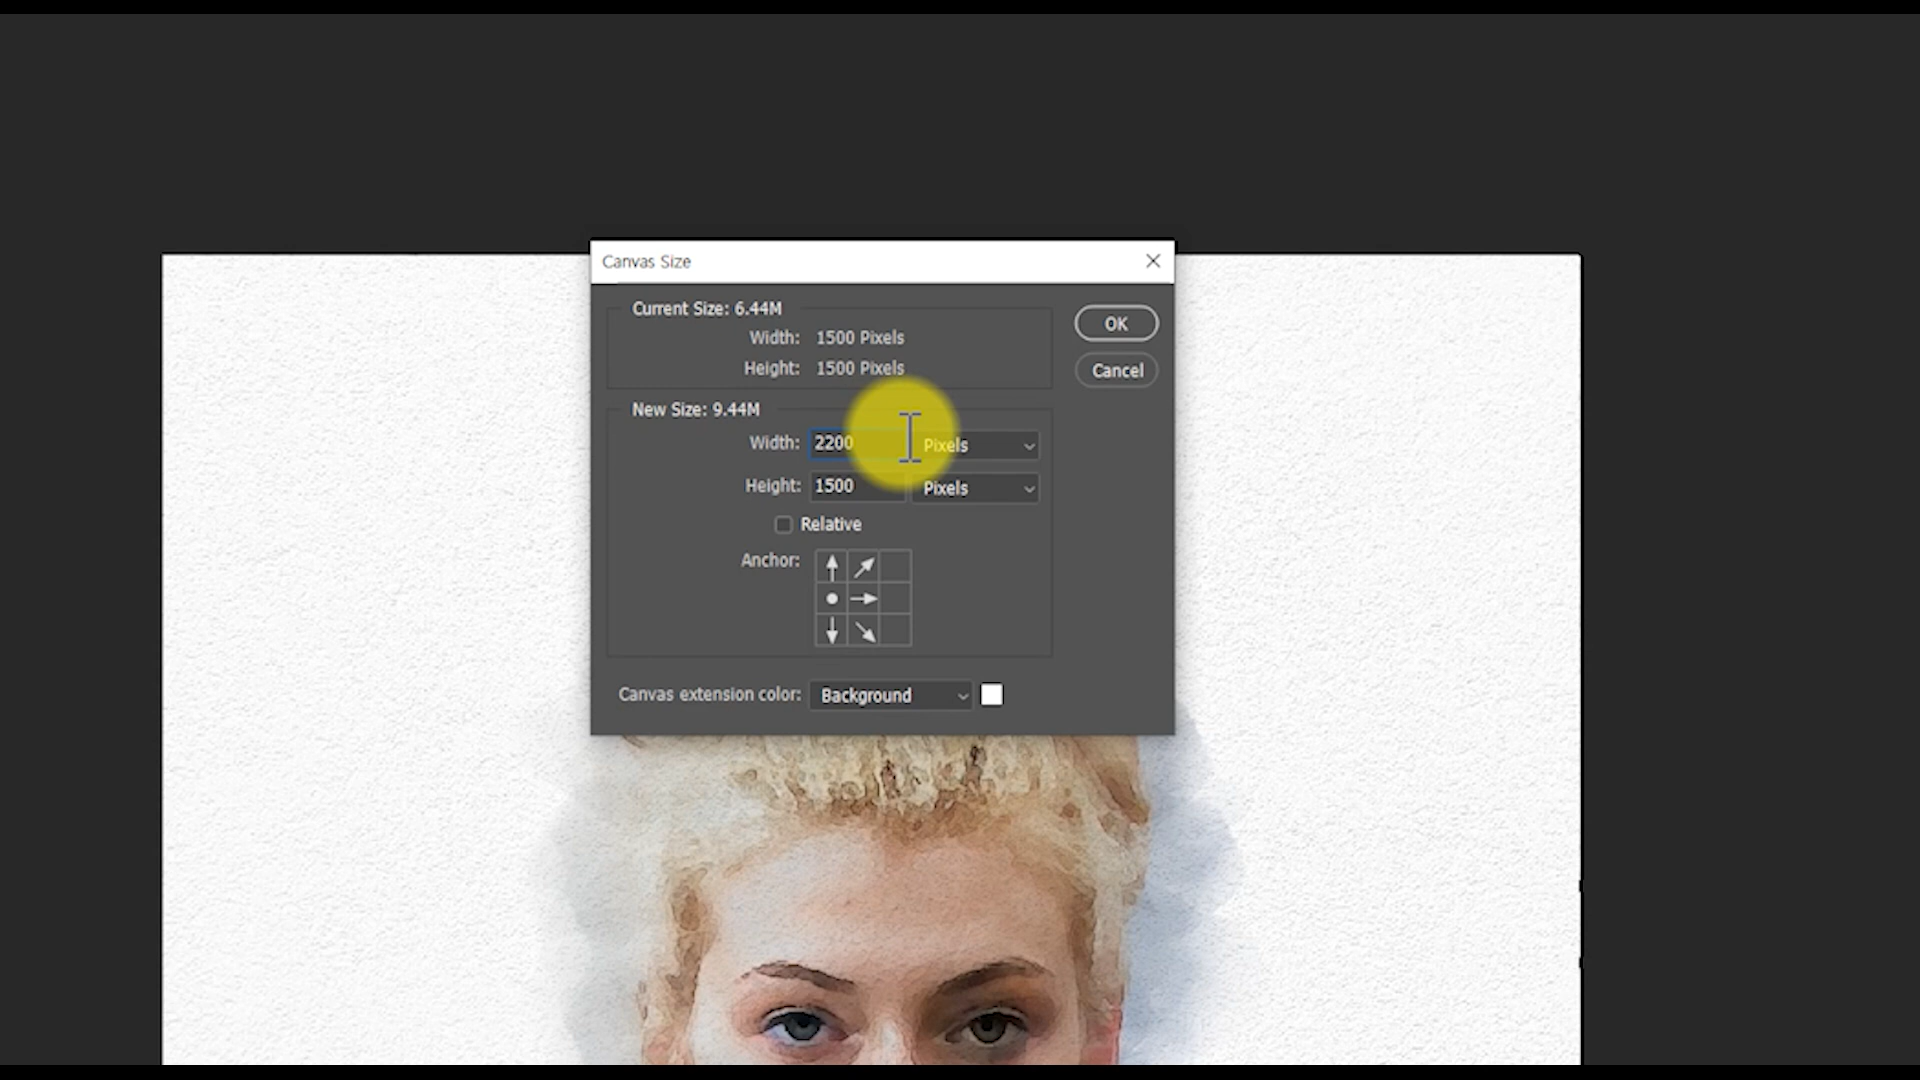 Canvas Size
Current Size: 6.44M
Width: 1500 Pixels
Height: 1500 Pixels
OK
Cancel
New Size: 9.44M
Width: 2200 Pixels
Height: 1500 Pixels
Relative
Anchor:
Canvas extension color: Background